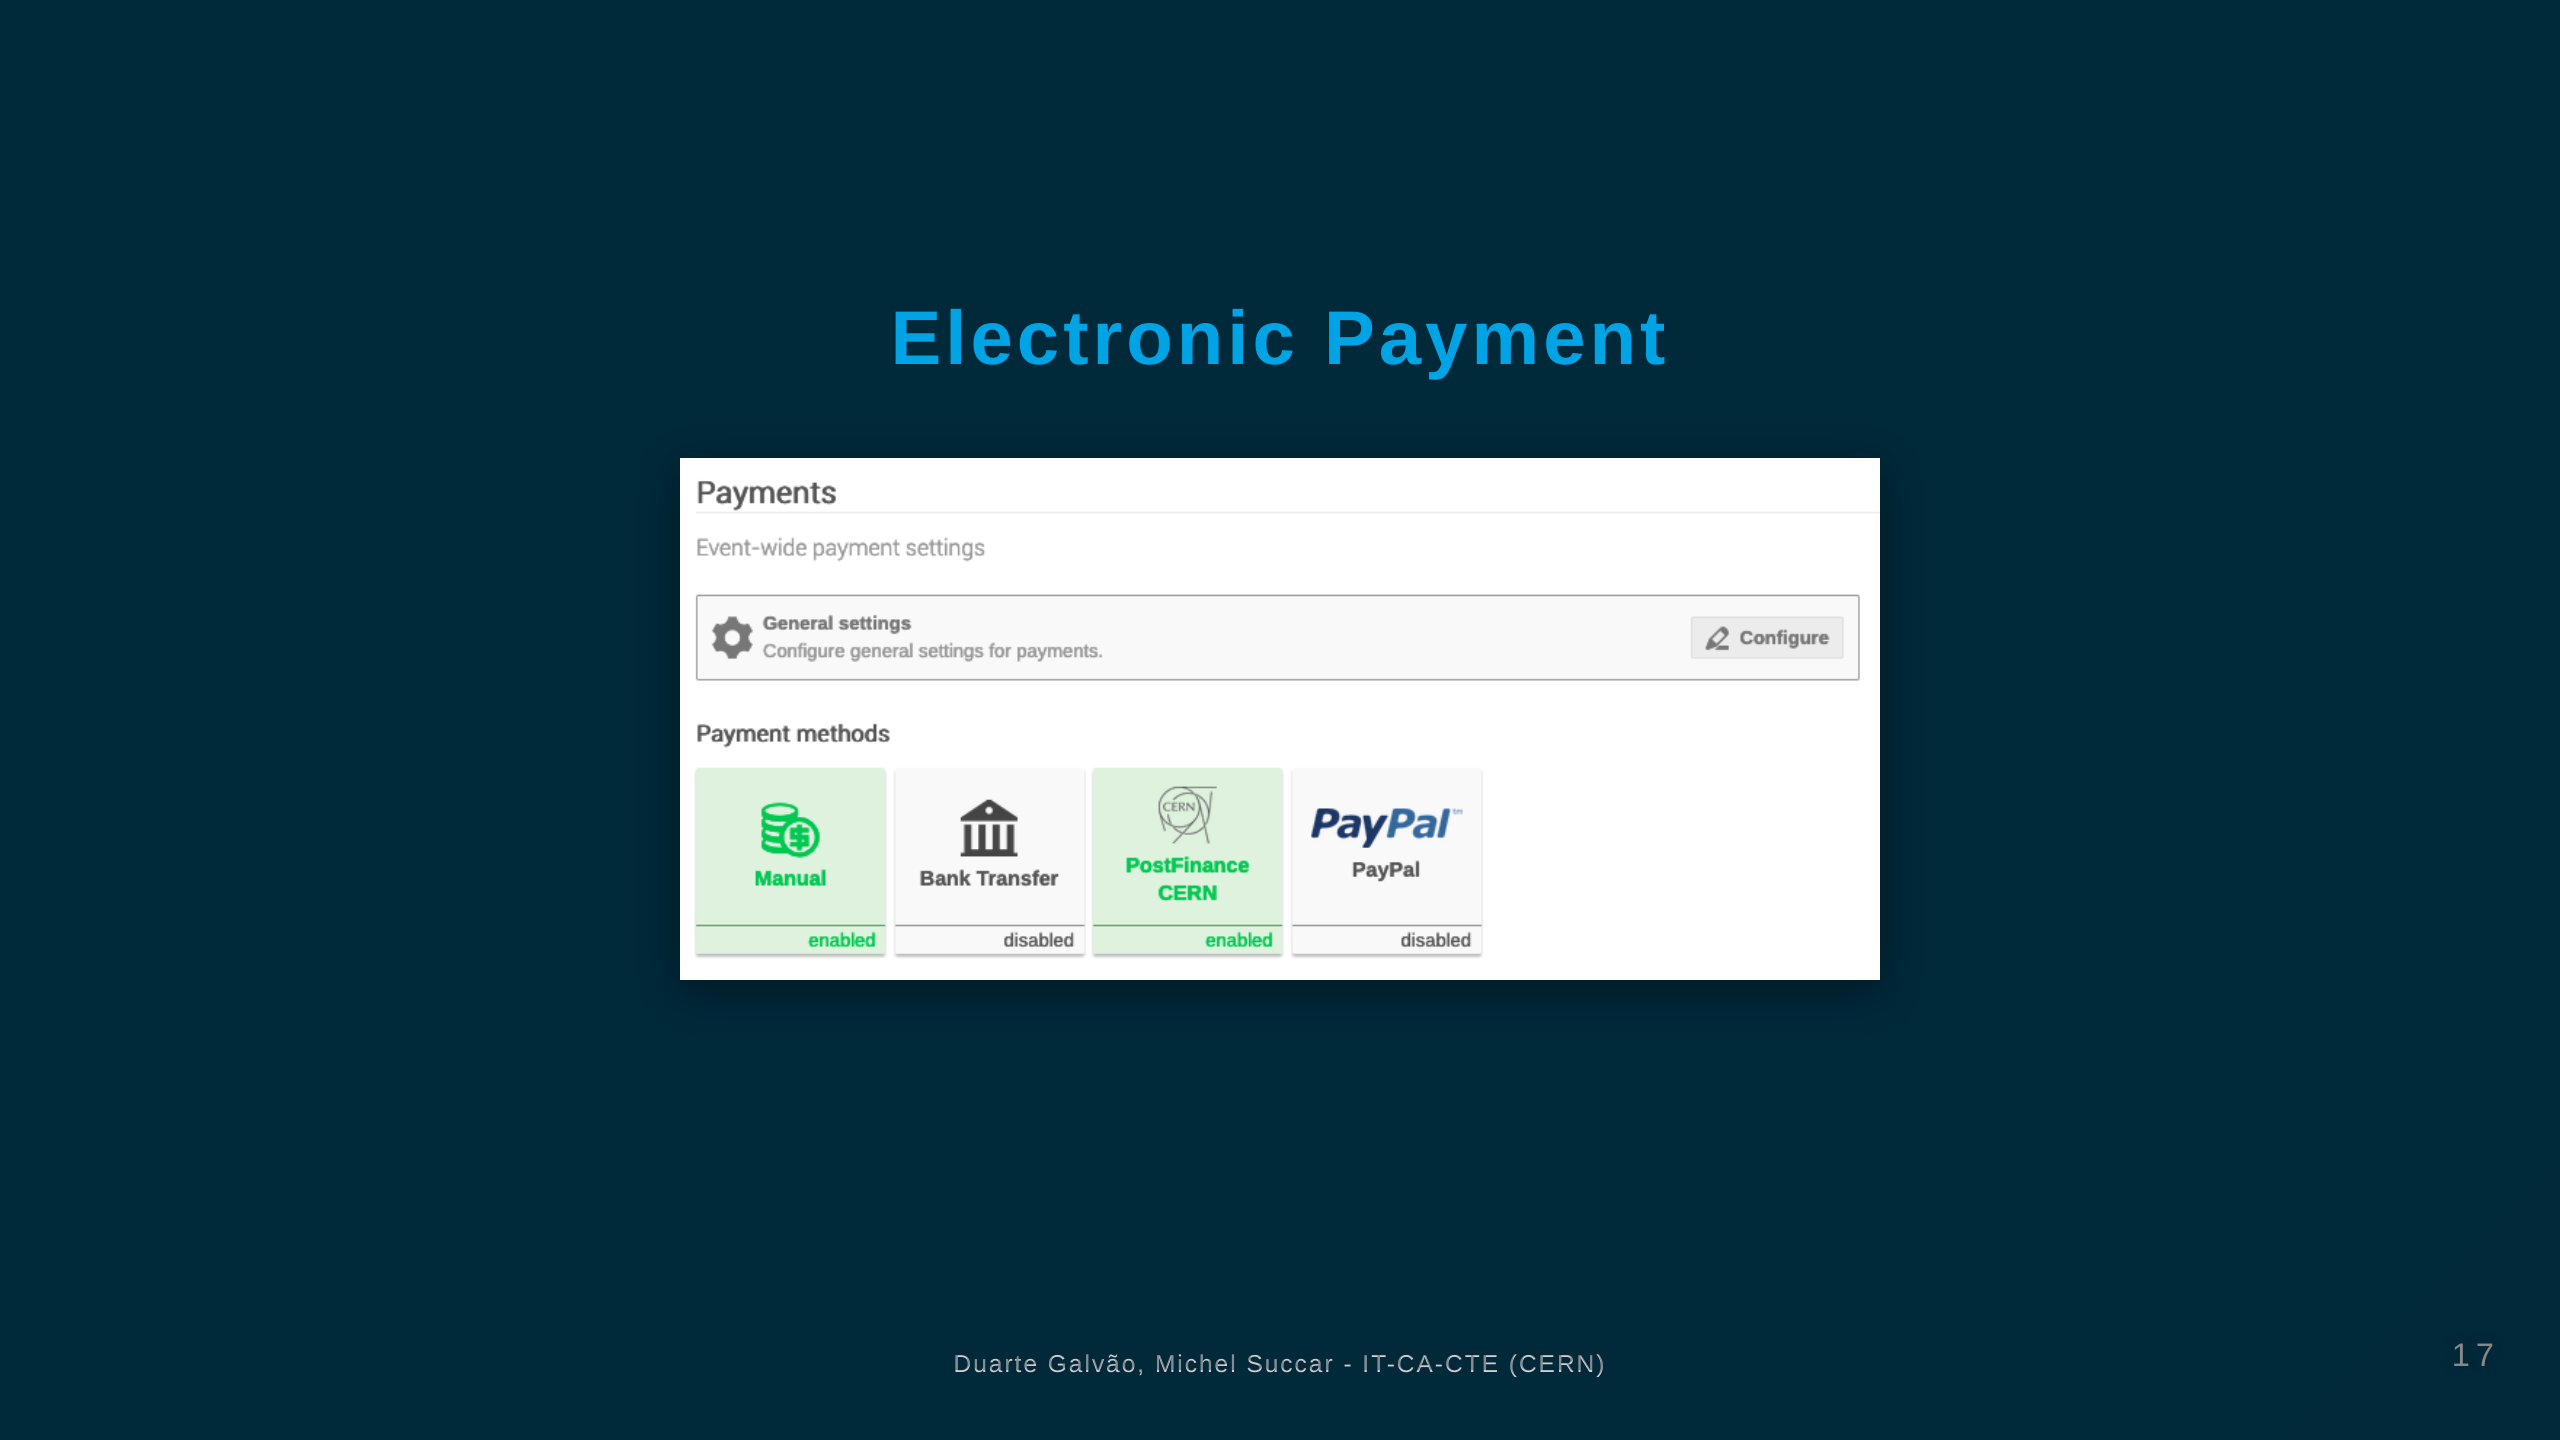 Electronic Payment
Payments
Event-wide payment settings
General settings
Configure general settings for payments.
Configure
Payment methods
CERN
PayPal™
Manual
Bank Transfer
PostFinance
CERN
PayPal
enabled
disabled
enabled
disabled
Duarte Galvão, Michel Succar - IT-CA-CTE (CERN)
17